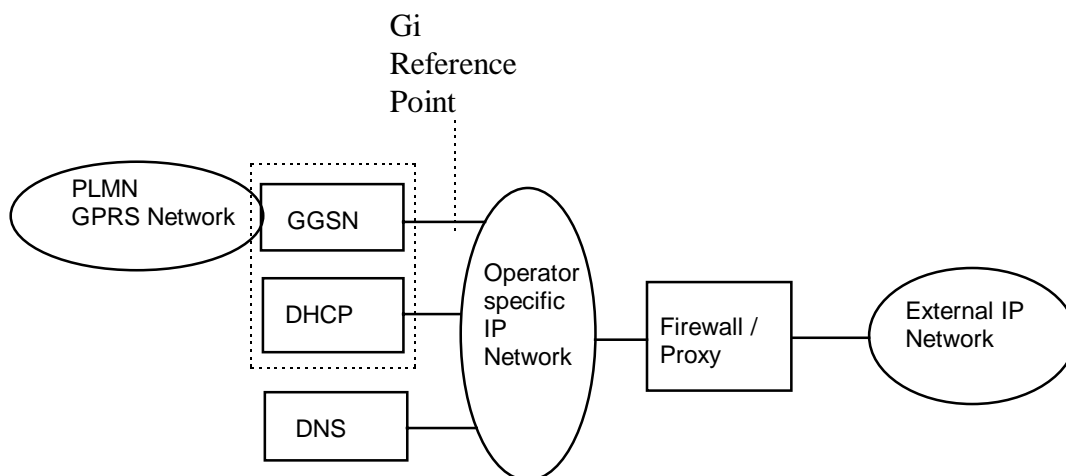 Gi
Reference
Point
PLMN
GPRS Network
GGSN
DHCP
DNS
Operator
specific
IP
Network
Firewall /
Proxy
External IP
Network